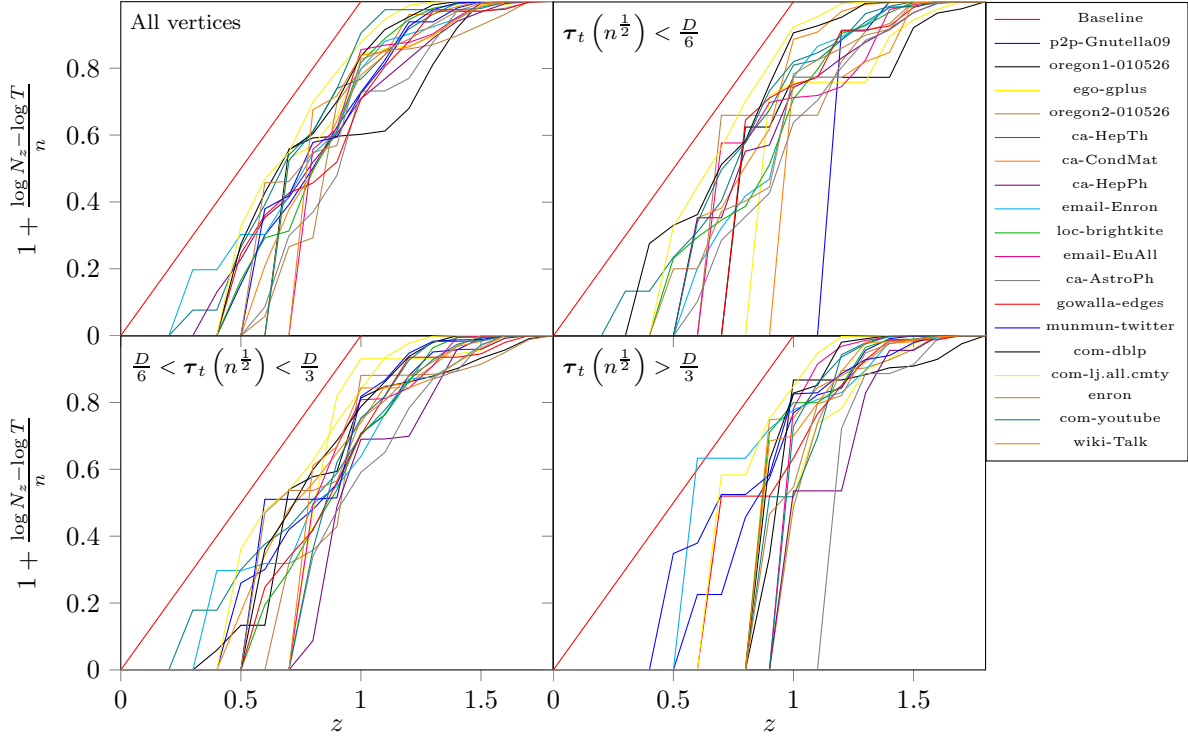 All vertices
τ_t(n^{1/2}) < D/6
0.8
0.6
0.4
0.2
0
1 + (log N_z − log T)/n
D/6 < τ_t(n^{1/2}) < D/3
τ_t(n^{1/2}) > D/3
0.8
0.6
0.4
0.2
0
1 + (log N_z − log T)/n
0 0.5 1 1.5 0 0.5 1 1.5
z z
Baseline
p2p-Gnutella09
oregon1-010526
ego-gplus
oregon2-010526
ca-HepTh
ca-CondMat
ca-HepPh
email-Enron
loc-brightkite
email-EuAll
ca-AstroPh
gowalla-edges
munmun-twitter
com-dblp
com-lj.all.cmty
enron
com-youtube
wiki-Talk